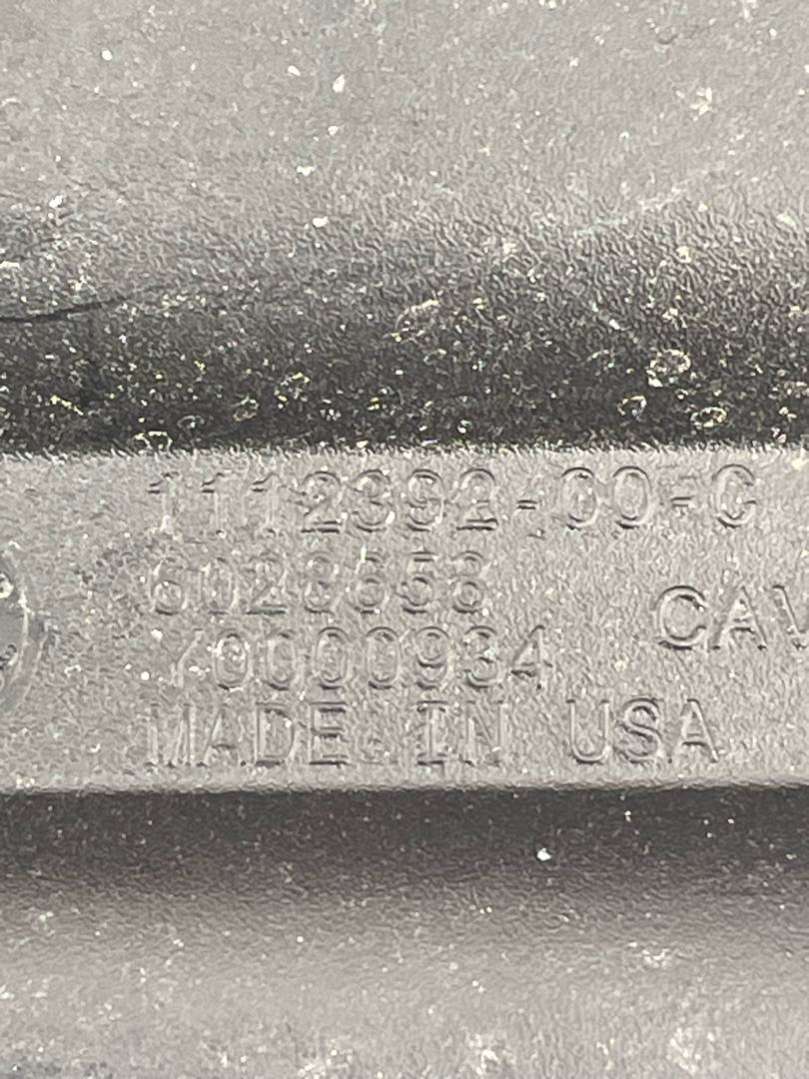 1112392-00-C
6028658
70000934
CAV
MADE IN USA